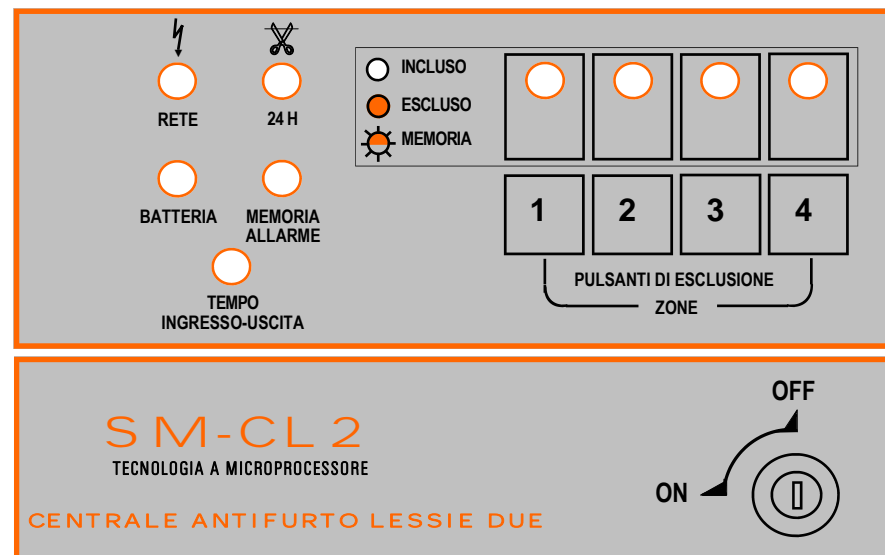 RETE
24 H
BATTERIA
MEMORIA
ALLARME
TEMPO
INGRESSO-USCITA
INCLUSO
ESCLUSO
MEMORIA
1 2 3 4
PULSANTI DI ESCLUSIONE
ZONE
SM-CL2
TECNOLOGIA A MICROPROCESSORE
CENTRALE ANTIFURTO LESSIE DUE
OFF
ON